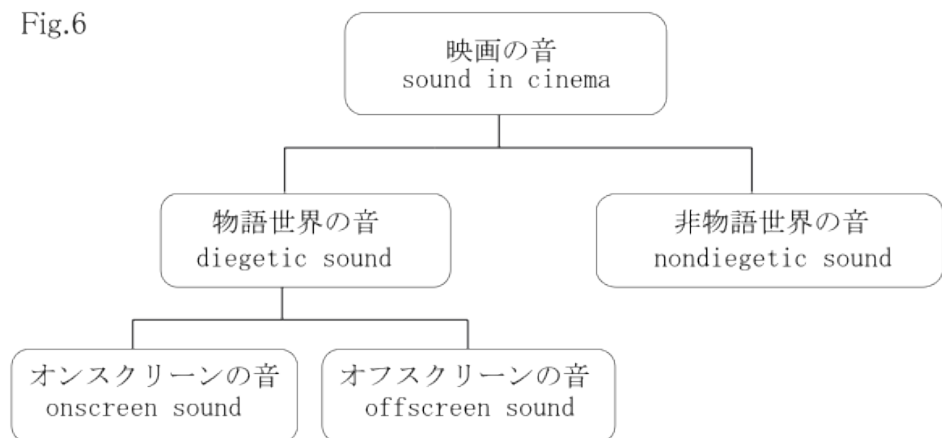 Fig.6
映画の音
sound in cinema
物語世界の音
diegetic sound
非物語世界の音
nondiegetic sound
オンスクリーンの音
onscreen sound
オフスクリーンの音
offscreen sound